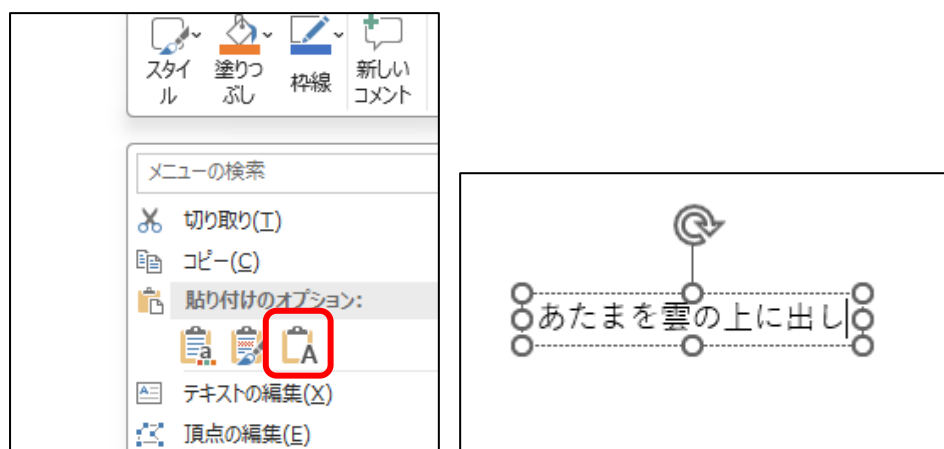 スタイ
ル
塗りつ
ぶし
枠線
新しい
コメント
メニューの検索
切り取り(T)
コピー(C)
貼り付けのオプション:
テキストの編集(X)
頂点の編集(E)
あたまを雲の上に出し